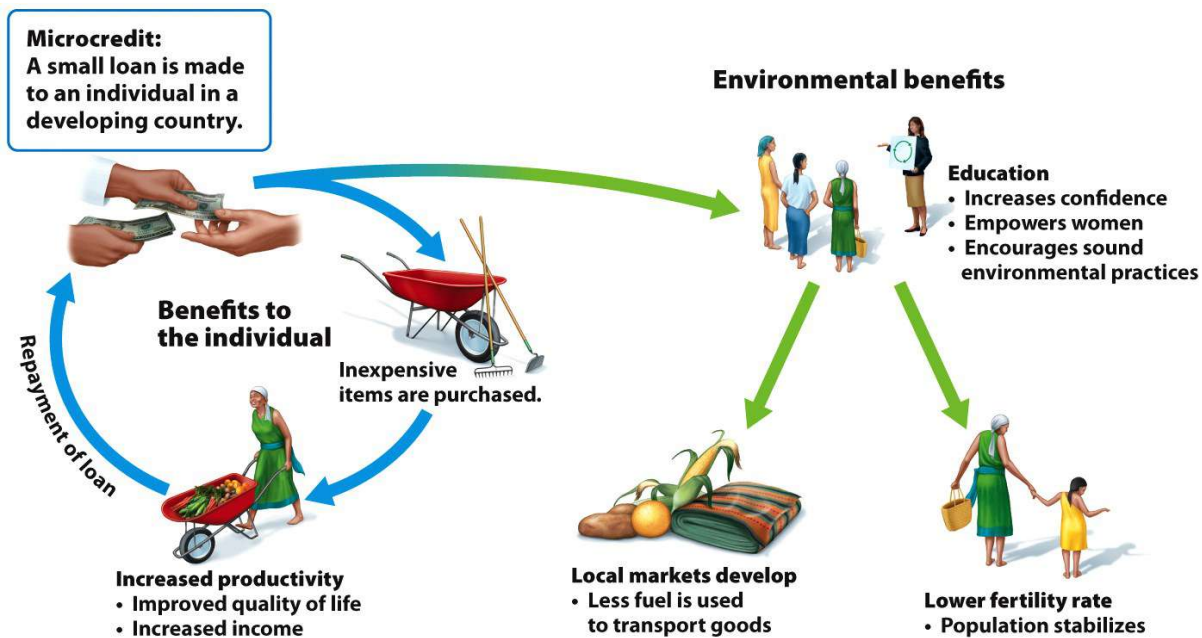 Microcredit:
A small loan is made
to an individual in a
developing country.
Environmental benefits
Education
• Increases confidence
• Empowers women
• Encourages sound
environmental practices
Benefits to
the individual
Inexpensive
items are purchased.
Repayment of loan
Increased productivity
• Improved quality of life
• Increased income
Local markets develop
• Less fuel is used
to transport goods
Lower fertility rate
• Population stabilizes